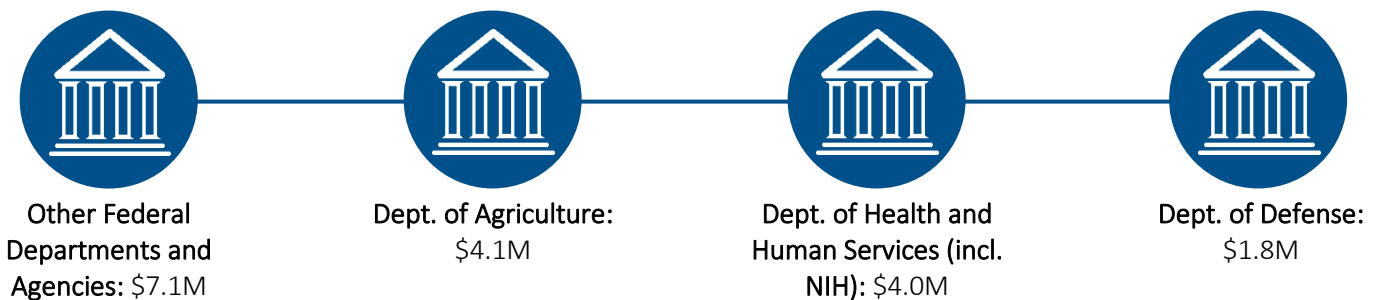 Other Federal
Departments and
Agencies: $7.1M
Dept. of Agriculture:
$4.1M
Dept. of Health and
Human Services (incl.
NIH): $4.0M
Dept. of Defense:
$1.8M